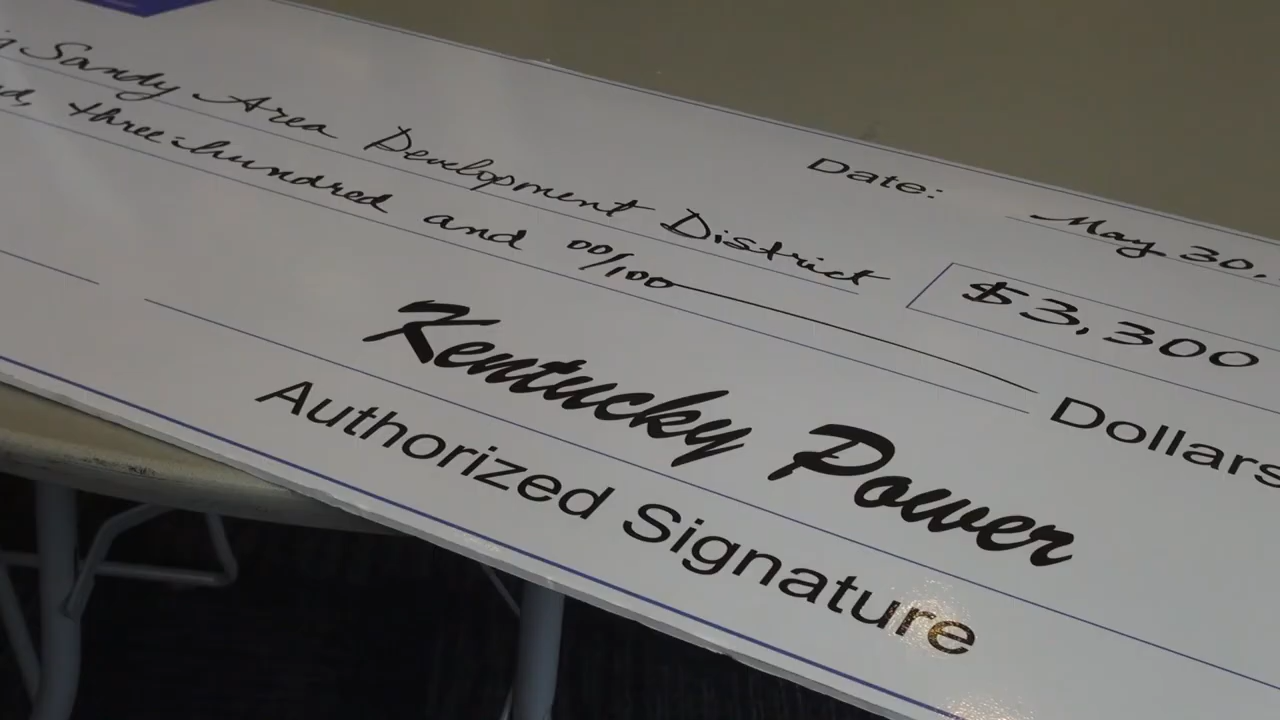 Date: May 30,
Sandy Area Development District $3,300
three-hundred and 00/100 Dollars
Kentucky Power
Authorized Signature